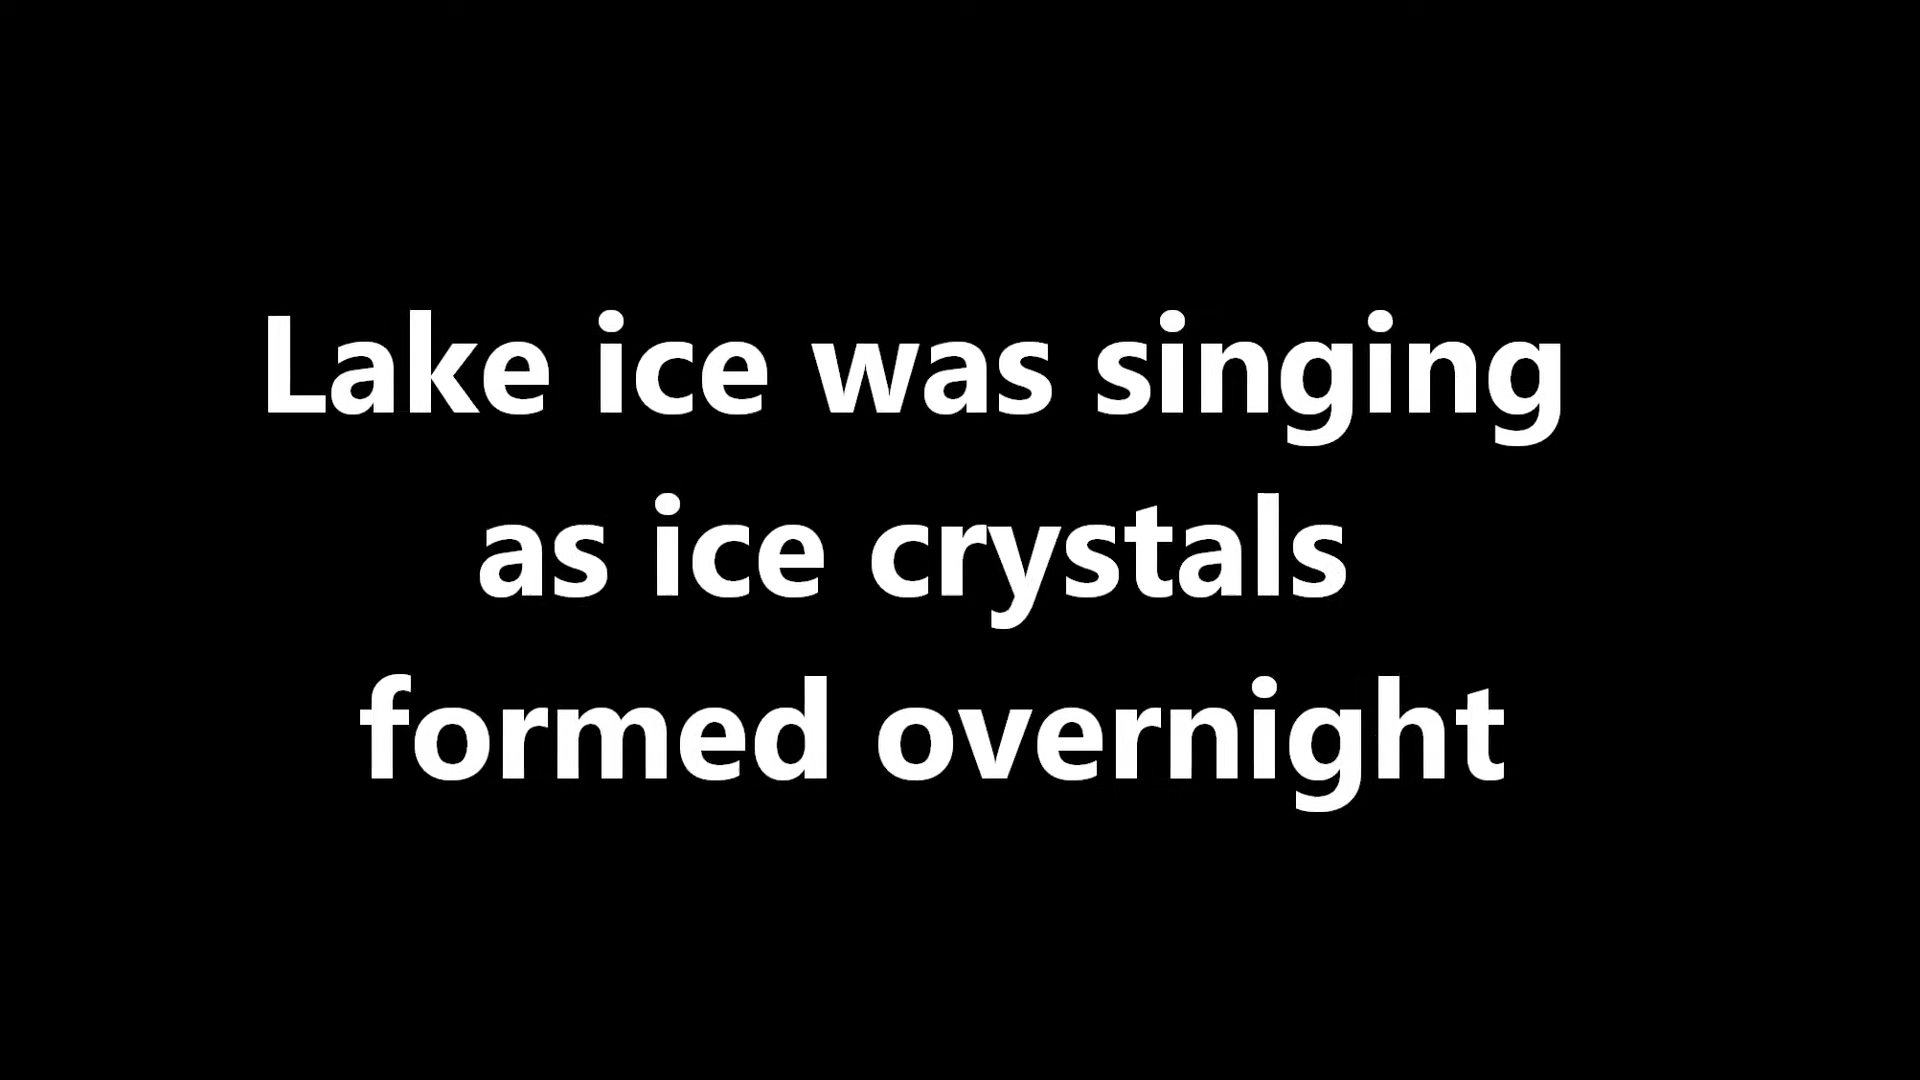 Lake ice was singing
as ice crystals
formed overnight